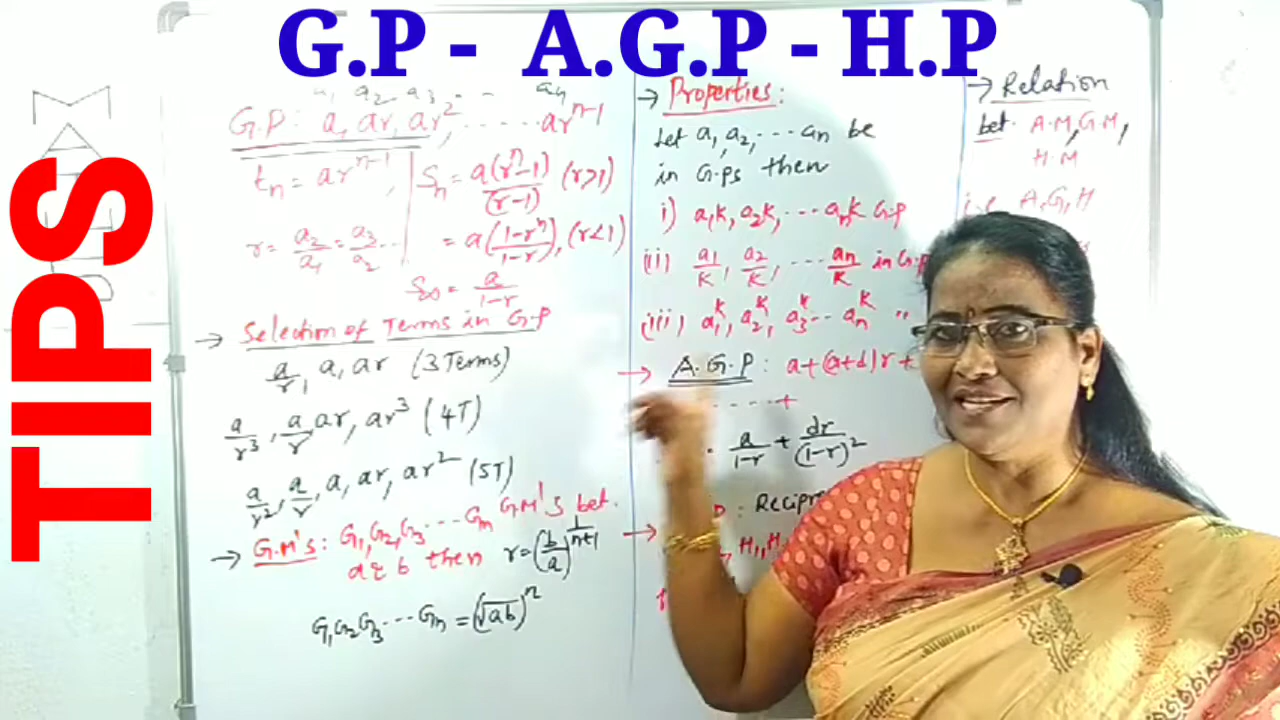 G.P - A.G.P - H.P
TIPS
a₂ a₃ - - -
G.P: a, ar, ar², ...... arⁿ⁻¹
tₙ = arⁿ⁻¹
Sₙ = a(rⁿ-1)/(r-1) (r>1)
r = a₂/a₁ = a₃/a₂ ...
= a(1-rⁿ)/(1-r), (r<1)
S∞ = a/(1-r)
→ Selection of Terms in G.P
a/r, a, ar (3 Terms)
a/r³, a/r, ar, ar³ (4T)
a/r², a/r, a, ar, ar² (5T)
→ G.M's: G₁, G₂, G₃ ... Gₙ GM's bet.
a & b then r = (b/a)^(1/(n+1))
G₁G₂G₃ ... Gₙ = (√ab)ⁿ
→ Properties:
Let a₁, a₂, ... aₙ be
in G.Ps then
i) a₁k, a₂k, ... aₙk G.P
(ii) a₁/k, a₂/k, ... aₙ/k in G.P
(iii) a₁ᵏ, a₂ᵏ, a₃ᵏ ... aₙᵏ "
→ A.G.P : a+(a+d)r+
.....+
a/(1-r) + dr/(1-r)²
: Recipr
→
H₁, H
→ Relation
bet. A.M, G.M,
H.M
i.e A, G, H